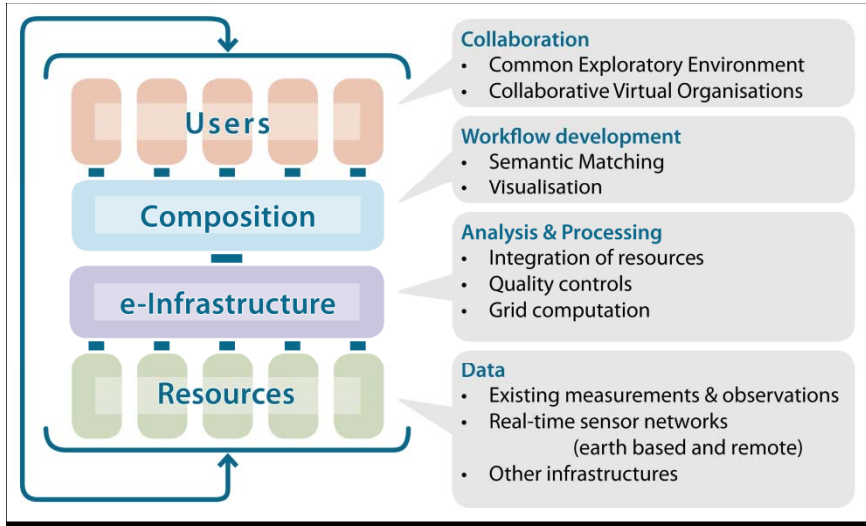 Users
Composition
e-Infrastructure
Resources
Collaboration
• Common Exploratory Environment
• Collaborative Virtual Organisations
Workflow development
• Semantic Matching
• Visualisation
Analysis & Processing
• Integration of resources
• Quality controls
• Grid computation
Data
• Existing measurements & observations
• Real-time sensor networks
(earth based and remote)
• Other infrastructures